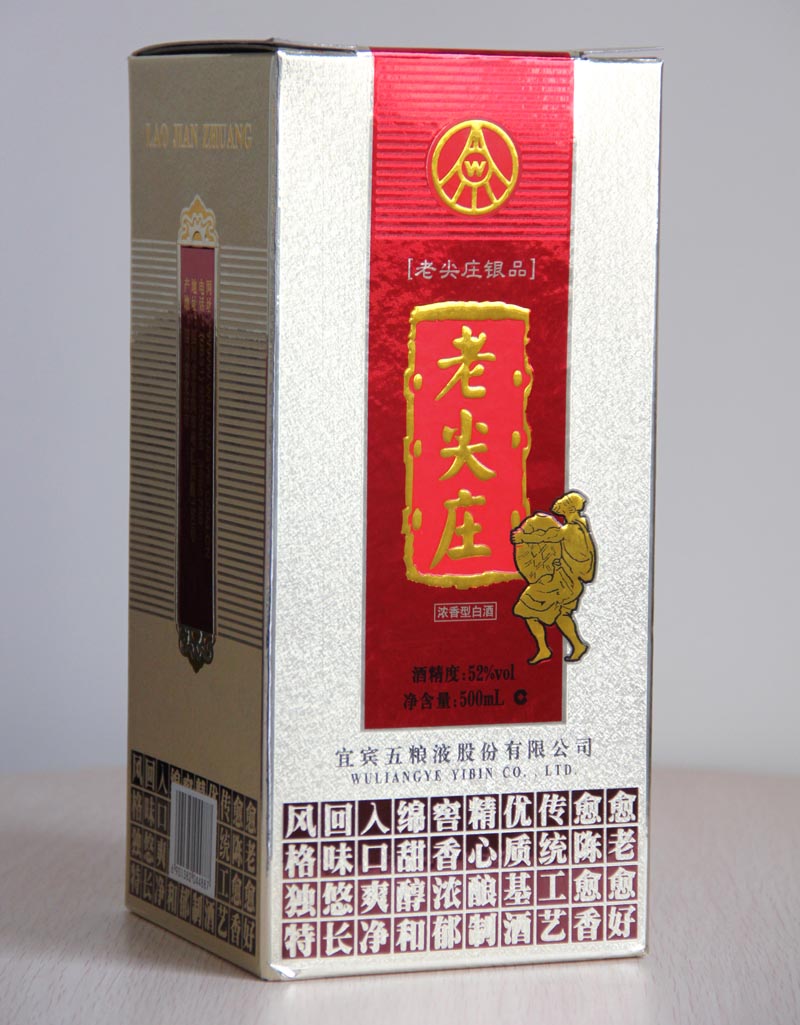 LAO JIAN ZHUANG
W
[老尖庄银品]
老尖庄
浓香型白酒
酒精度:52%vol
净含量:500mL C
宜宾五粮液股份有限公司
WULIANGYE YIBIN CO.,LTD.
风回入绵窖精优传愈愈
格味口甜香心质统陈老
独悠爽醇浓酿基工愈愈
特长净和郁制酒艺香好